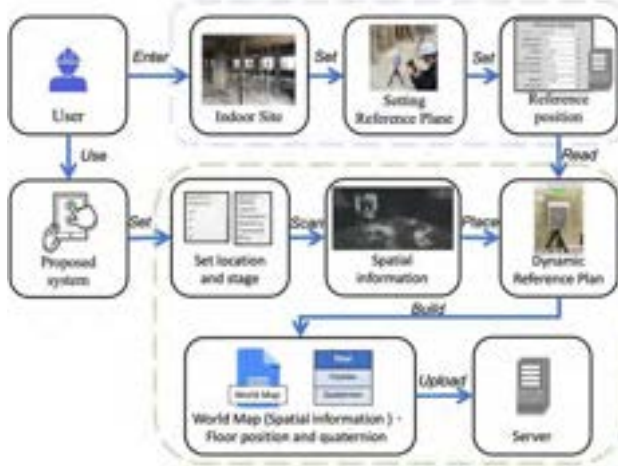 Enter
Set
Set
User
Indoor Site
Setting
Reference Plane
Reference
position
Use
Read
Set
Scan
Place
Proposed
system
Set location
and stage
Spatial
information
Dynamic
Reference Plan
Build
World Map
Upload
World Map (Spatial information ) -
Floor position and quaternion
Server